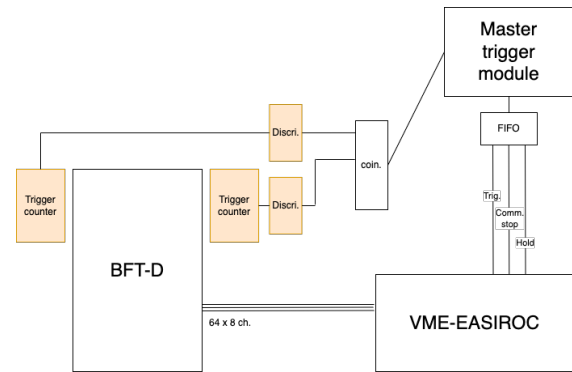 Master
trigger
module
Discri.
coin.
FIFO
Trigger
counter
Trigger
counter
Discri.
Trig.
Comm.
stop
Hold
BFT-D
64 x 8 ch.
VME-EASIROC